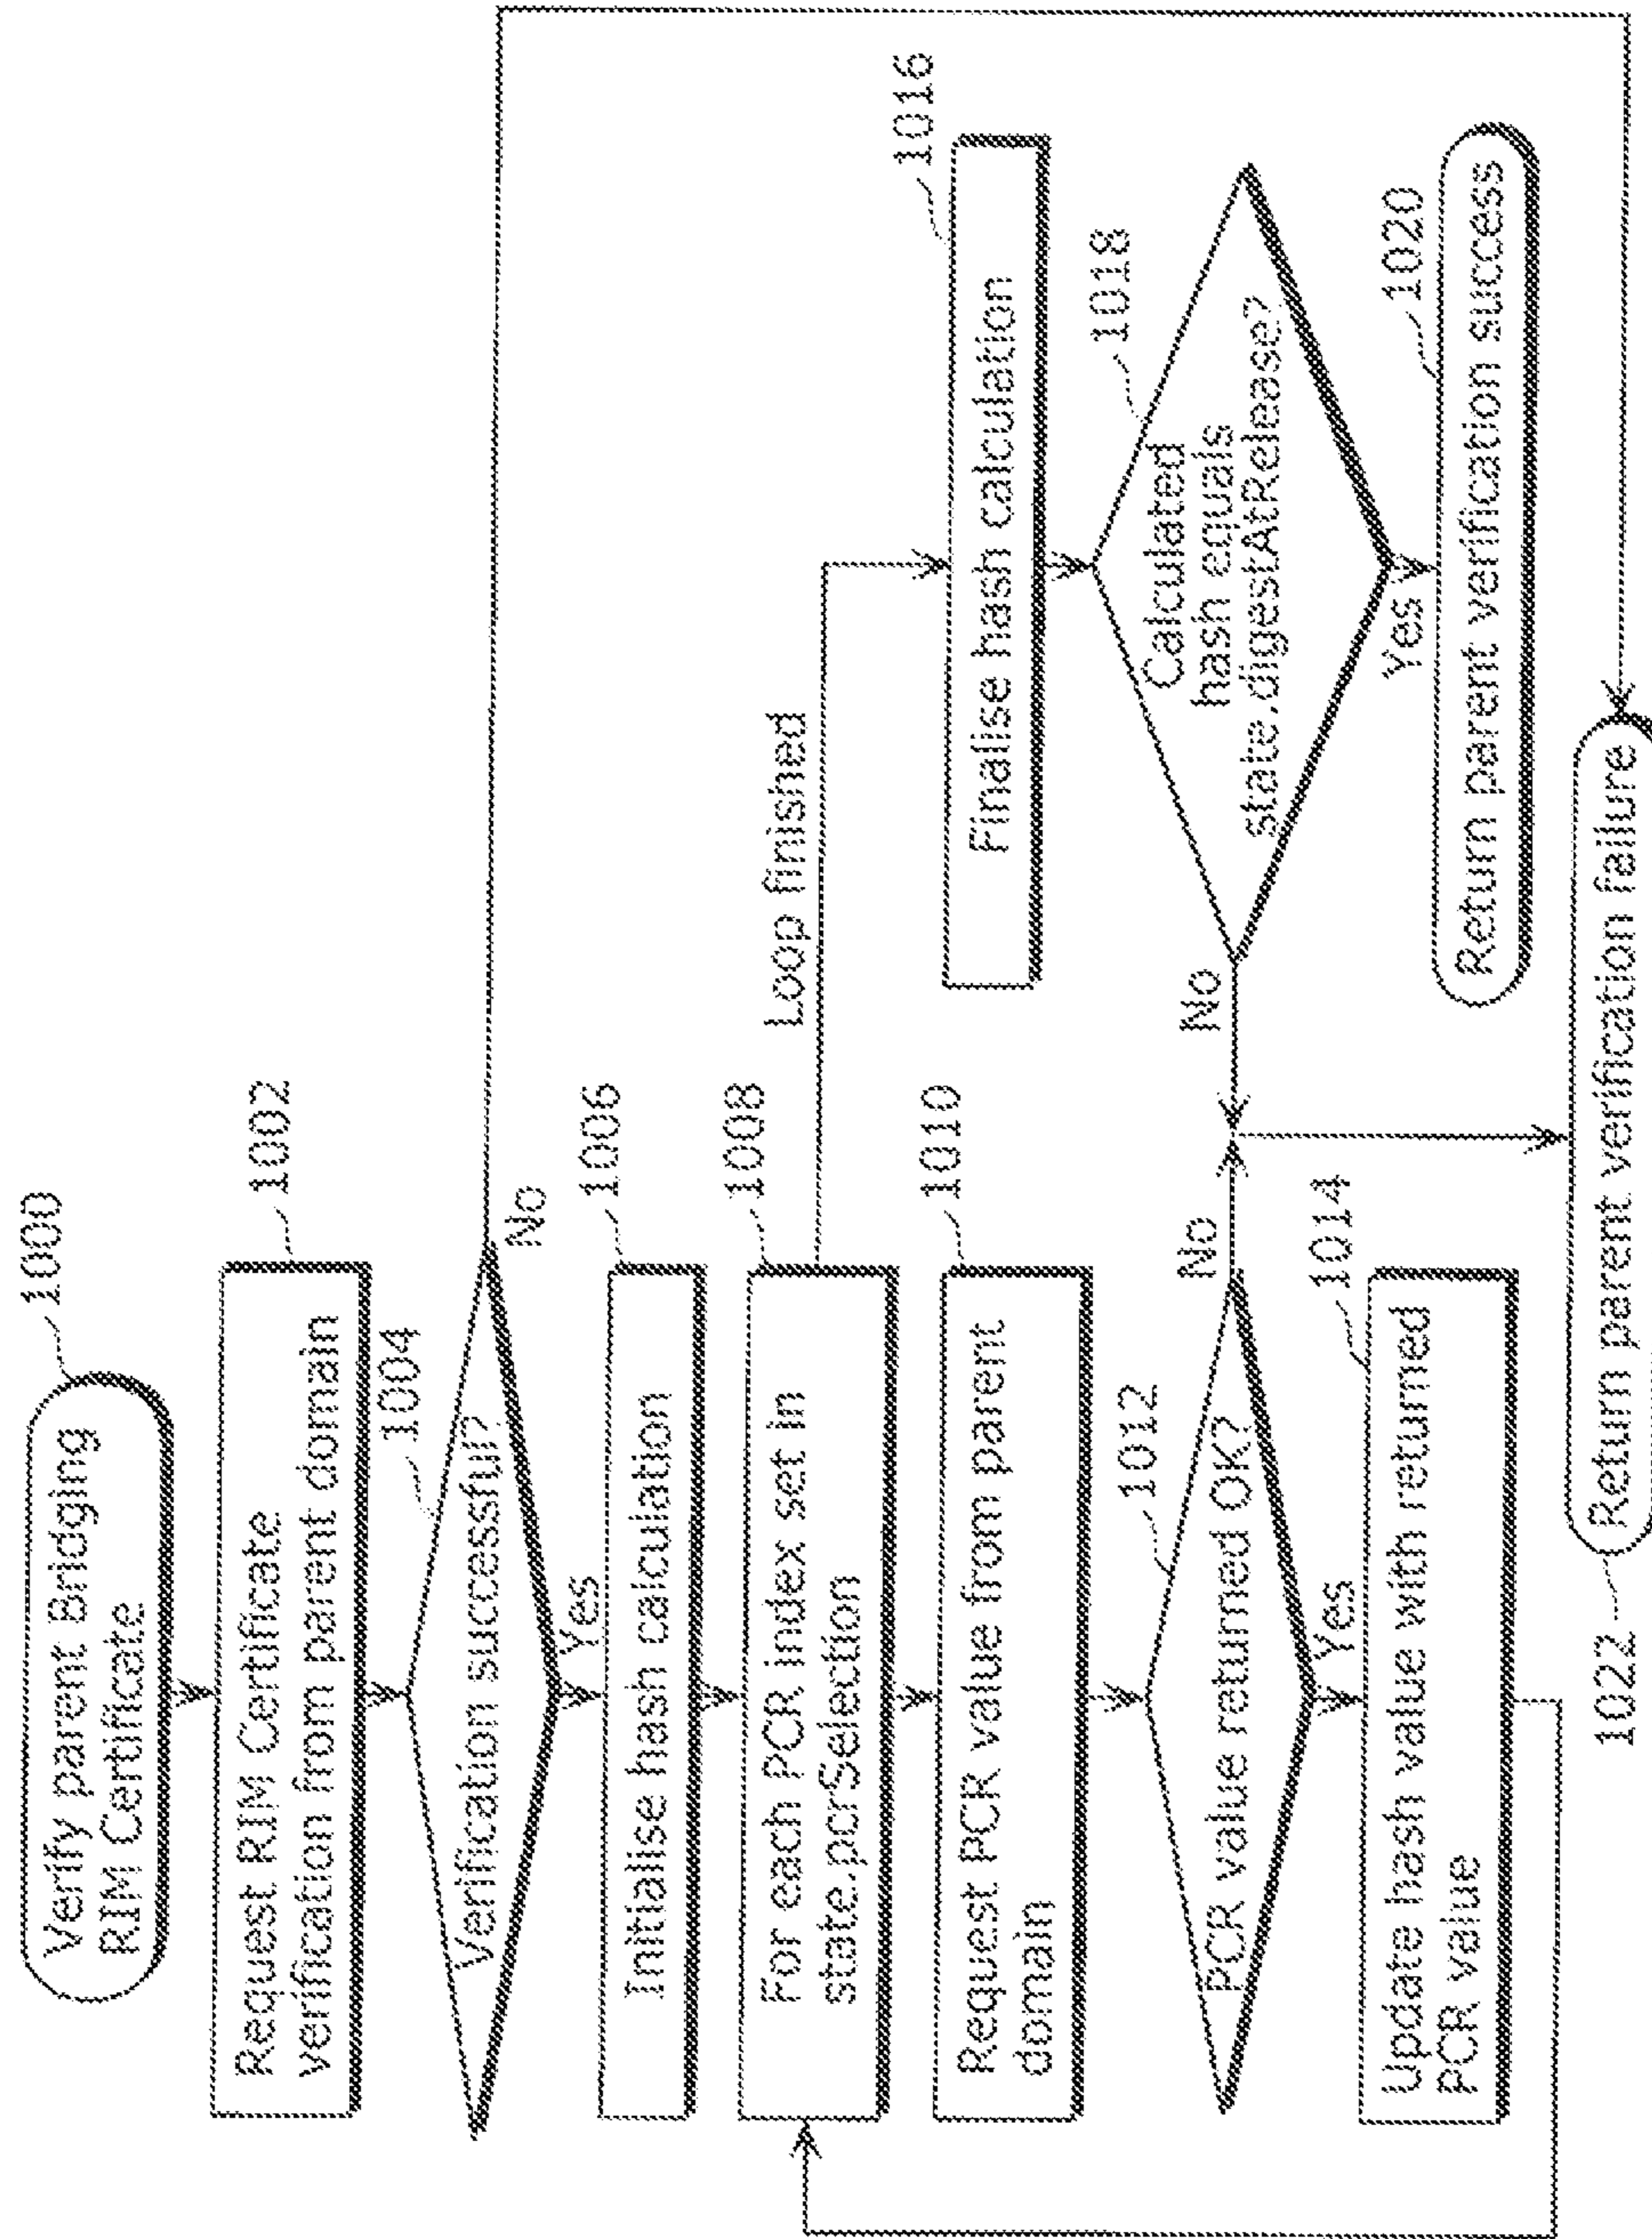 1000
Verify parent Bridging
RIM Certificate
1002
Request RIM Certificate
verification from parent domain
1004
Verification successful?
No
Yes
1006
Initialise hash calculation
1008
For each PCR index set in
state.pcrSelection
Loop finished
1010
Request PCR value from parent
domain
1012
PCR value returned OK?
No
Yes
1014
Update hash value with returned
PCR value
1016
Finalise hash calculation
1018
Calculated
hash equals
state.digestAtRelease?
No
Yes
1020
Return parent verification success
1022
Return parent verification failure